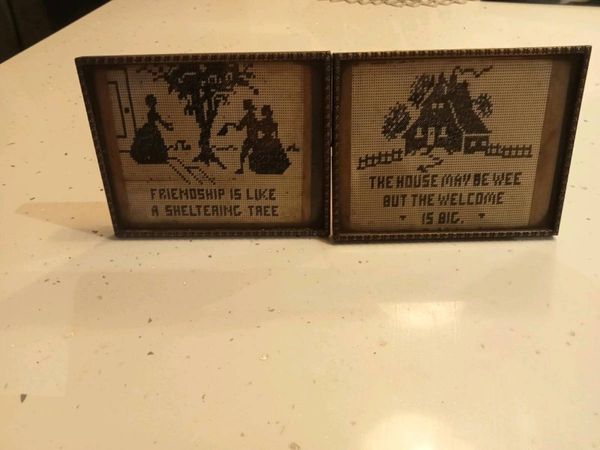 FRIENDSHIP IS LIKE
A SHELTERING TREE
THE HOUSE MAY BE WEE
BUT THE WELCOME
IS BIG.